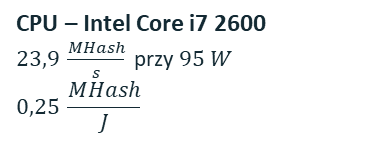 CPU – Intel Core i7 2600
23,9 MHash/s przy 95 W
0,25 MHash/J